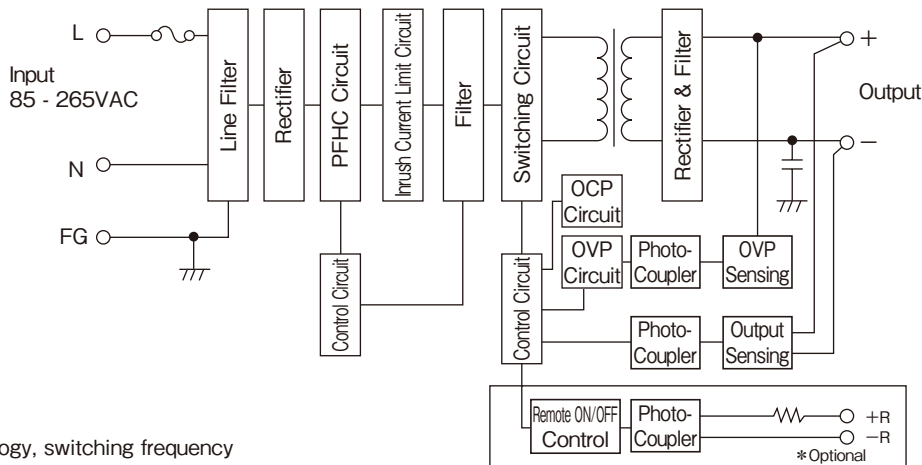 L
Input
85 - 265VAC
N
FG
Line Filter
Rectifier
PFHC Circuit
Inrush Current Limit Circuit
Filter
Switching Circuit
Rectifier & Filter
+
Output
−
Control Circuit
Control Circuit
OCP
Circuit
OVP
Circuit
Photo-
Coupler
OVP
Sensing
Photo-
Coupler
Output
Sensing
Remote ON/OFF
Control
Photo-
Coupler
+R
−R
*Optional
ogy, switching frequency